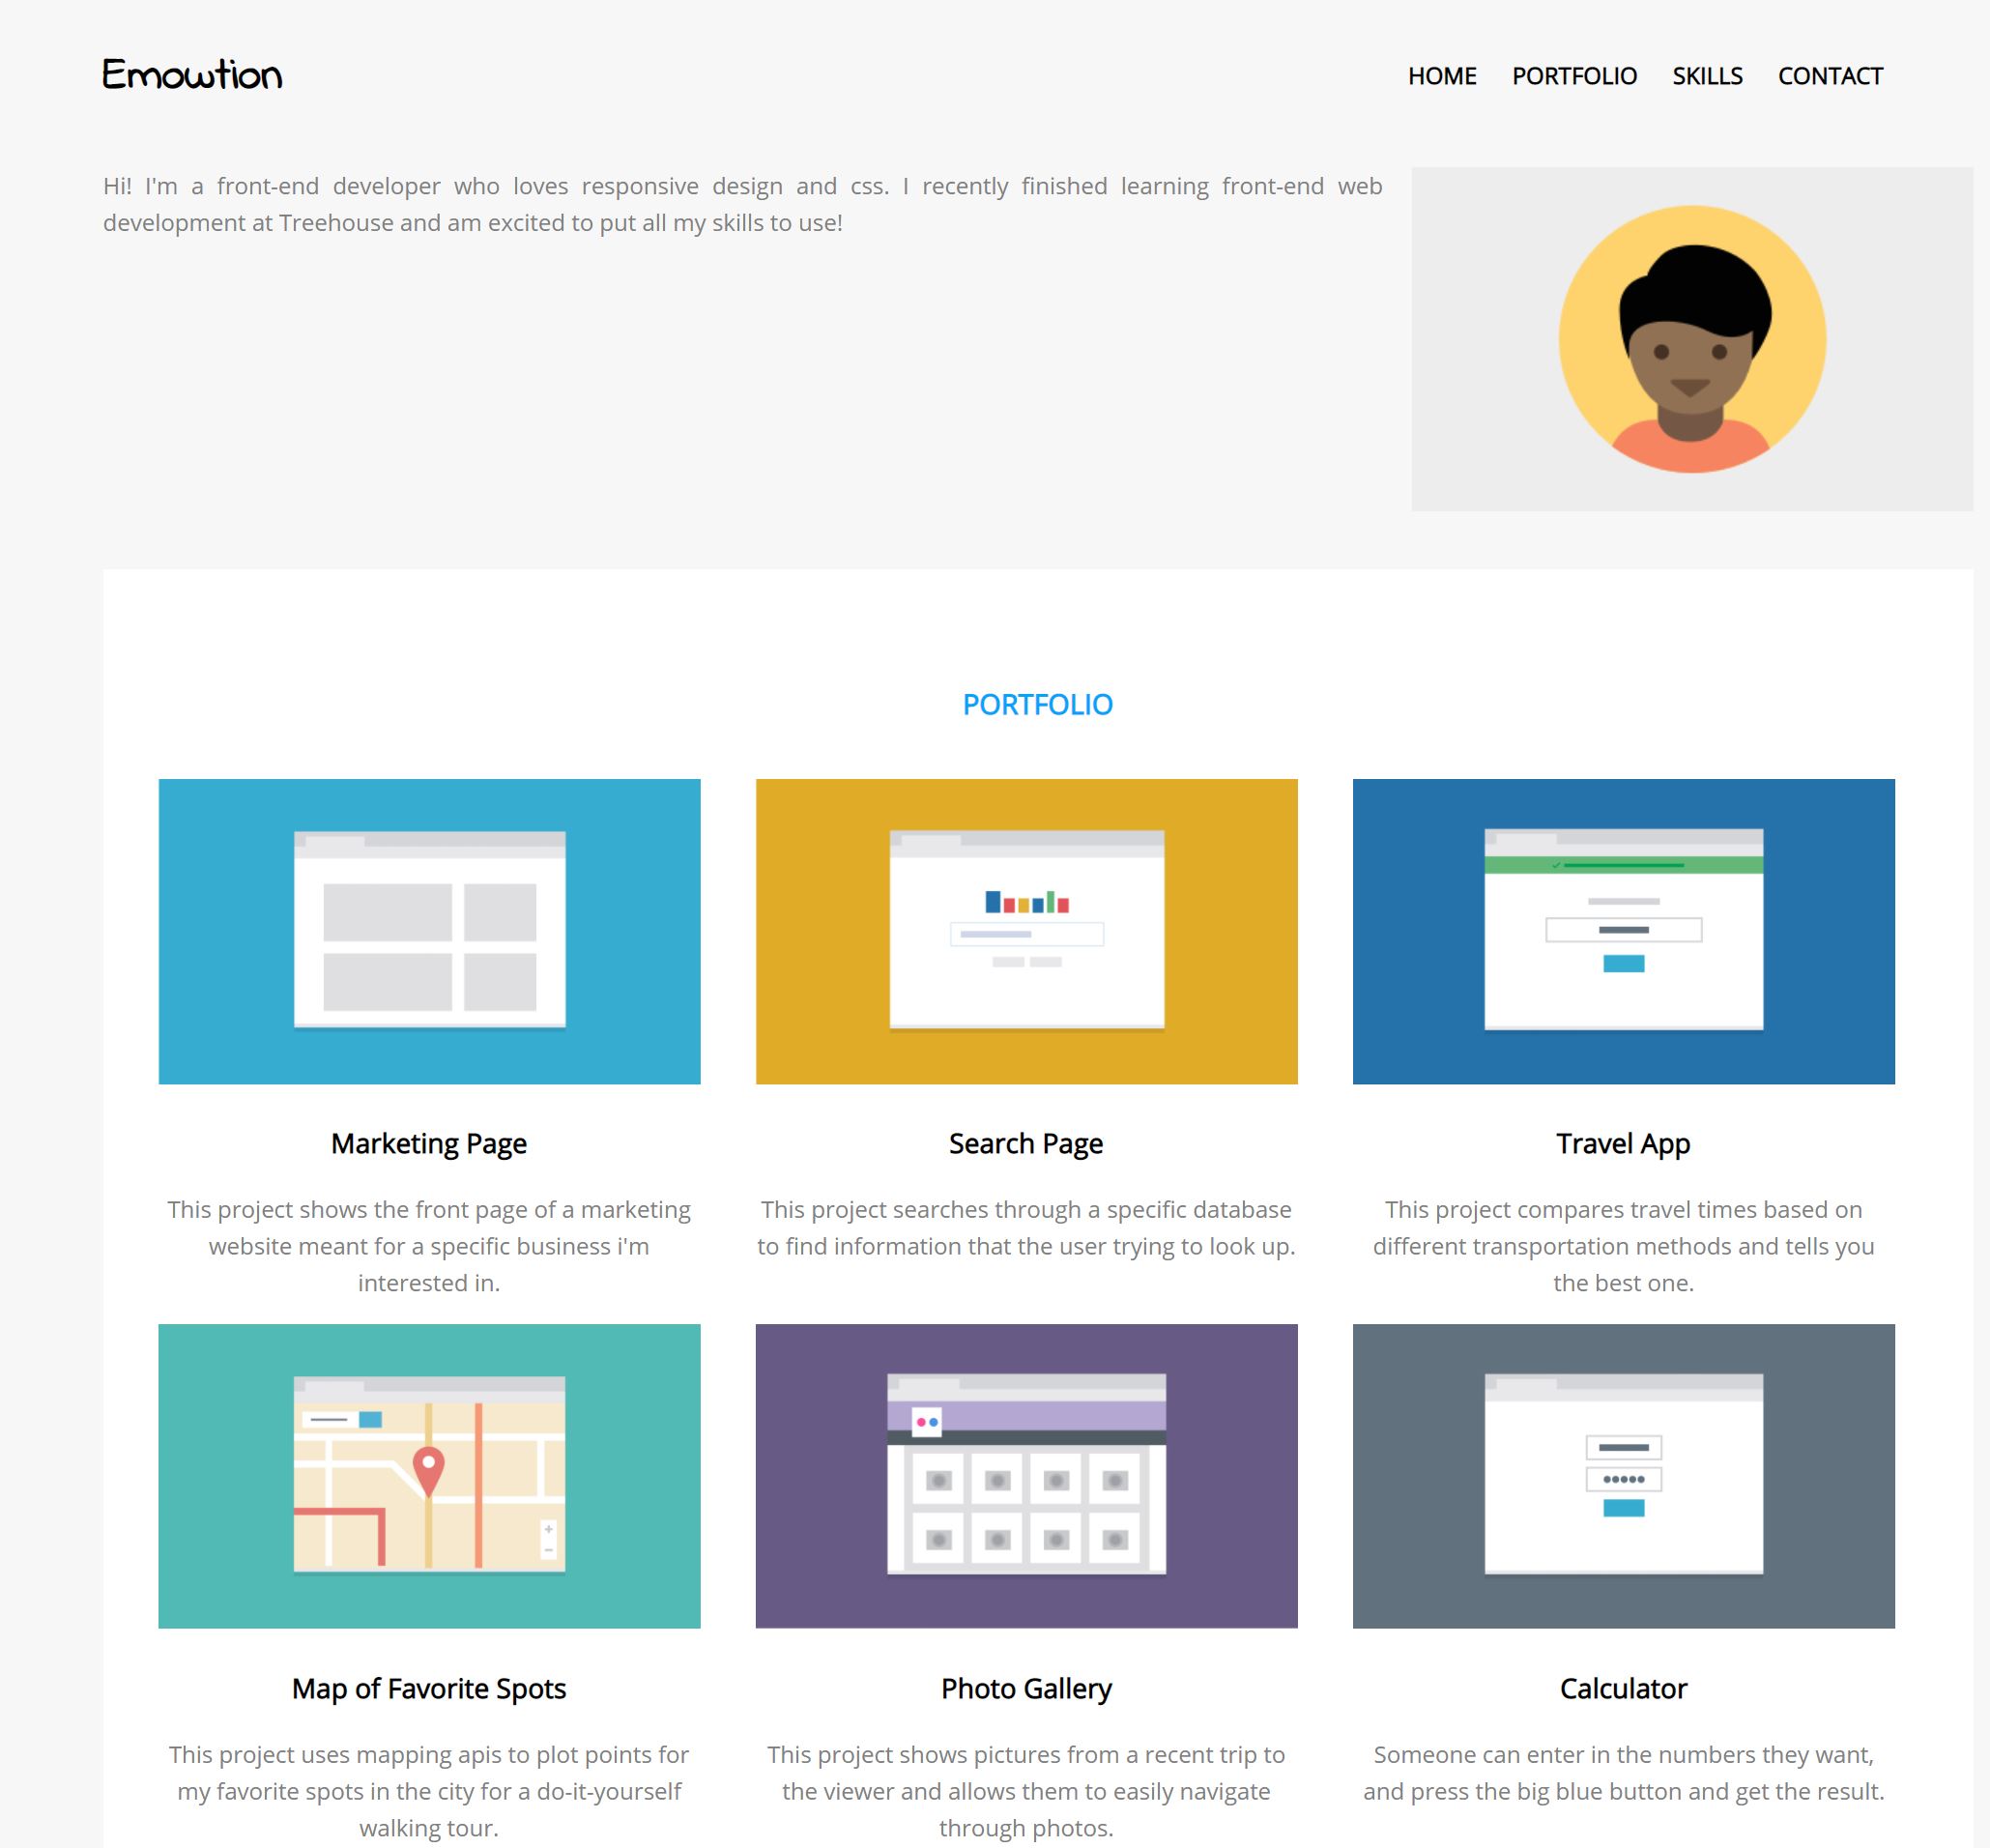 Emowtion
HOME PORTFOLIO SKILLS CONTACT
Hi! I'm a front-end developer who loves responsive design and css. I recently finished learning front-end web
development at Treehouse and am excited to put all my skills to use!
PORTFOLIO
Marketing Page
This project shows the front page of a marketing
website meant for a specific business i'm
interested in.
Search Page
This project searches through a specific database
to find information that the user trying to look up.
Travel App
This project compares travel times based on
different transportation methods and tells you
the best one.
Map of Favorite Spots
This project uses mapping apis to plot points for
my favorite spots in the city for a do-it-yourself
walking tour.
Photo Gallery
This project shows pictures from a recent trip to
the viewer and allows them to easily navigate
through photos.
Calculator
Someone can enter in the numbers they want,
and press the big blue button and get the result.